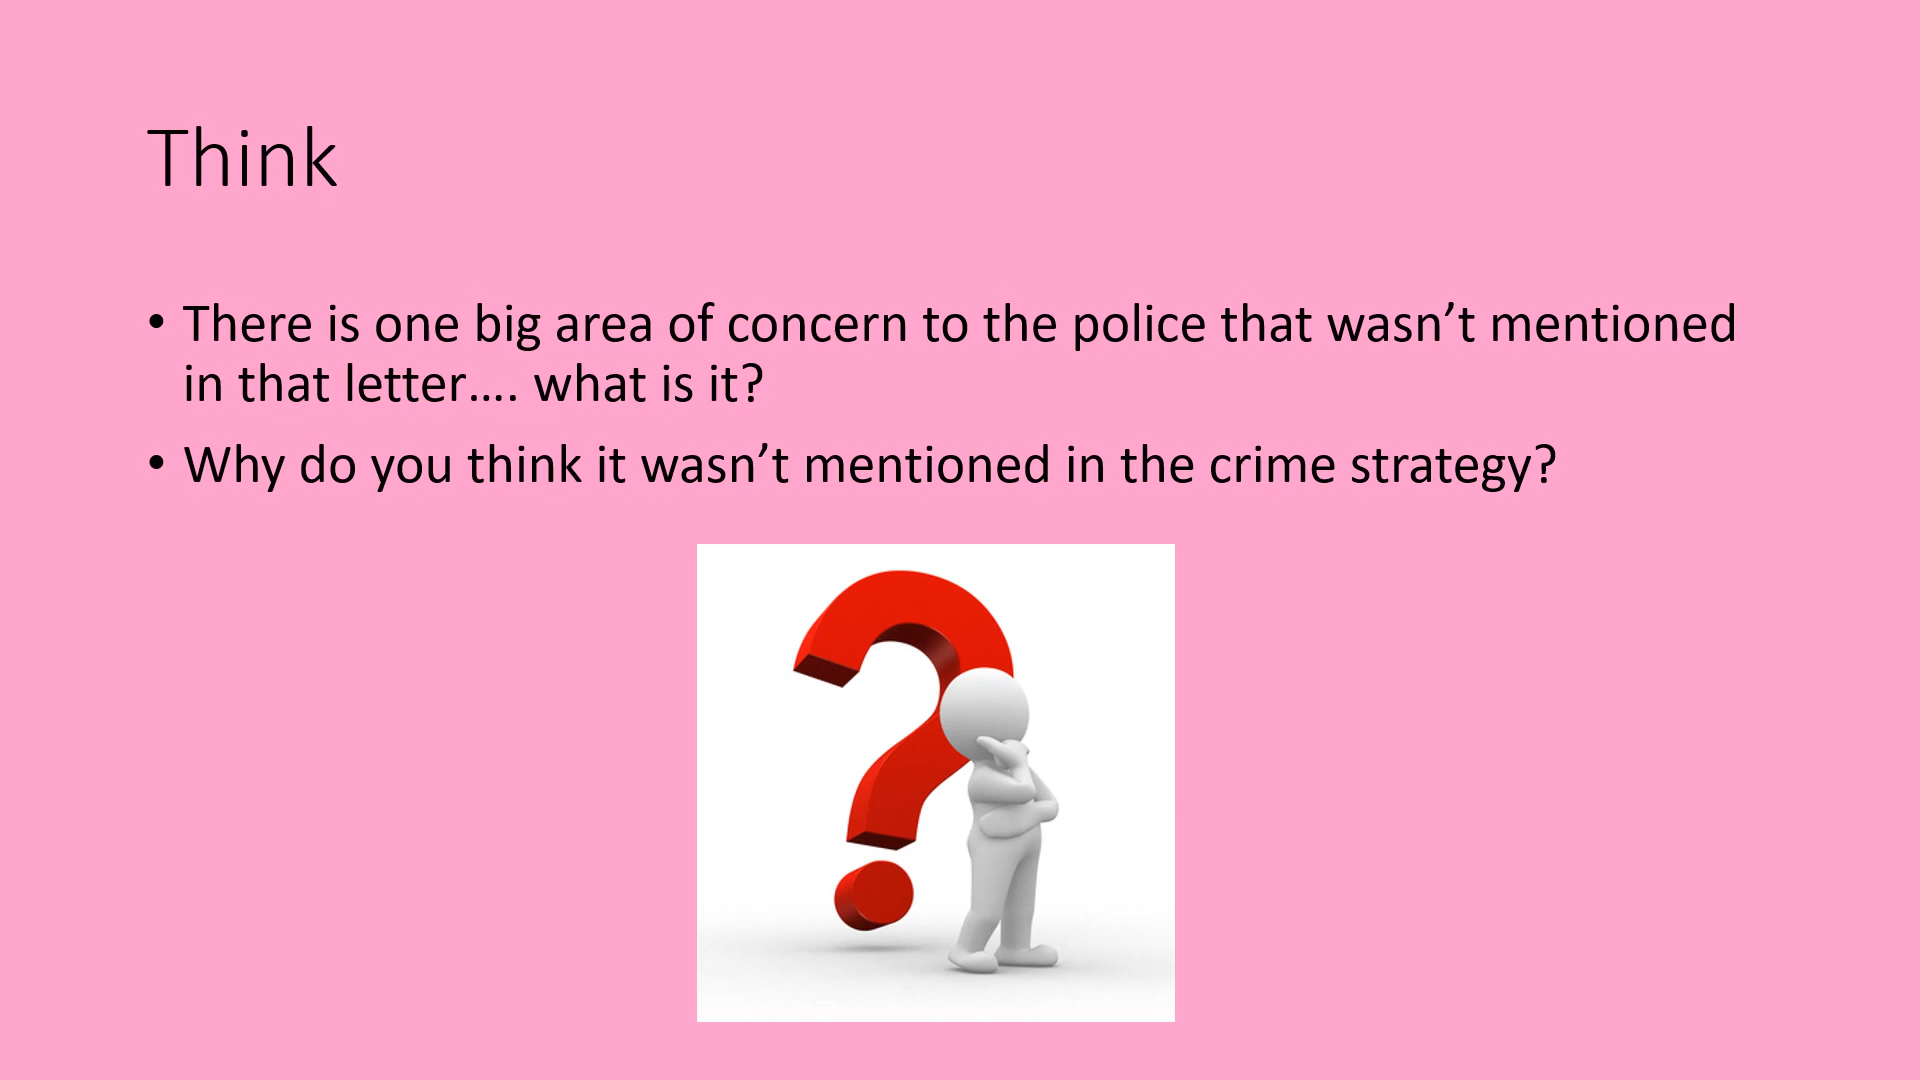 Think
• There is one big area of concern to the police that wasn’t mentioned
in that letter…. what is it?
• Why do you think it wasn’t mentioned in the crime strategy?